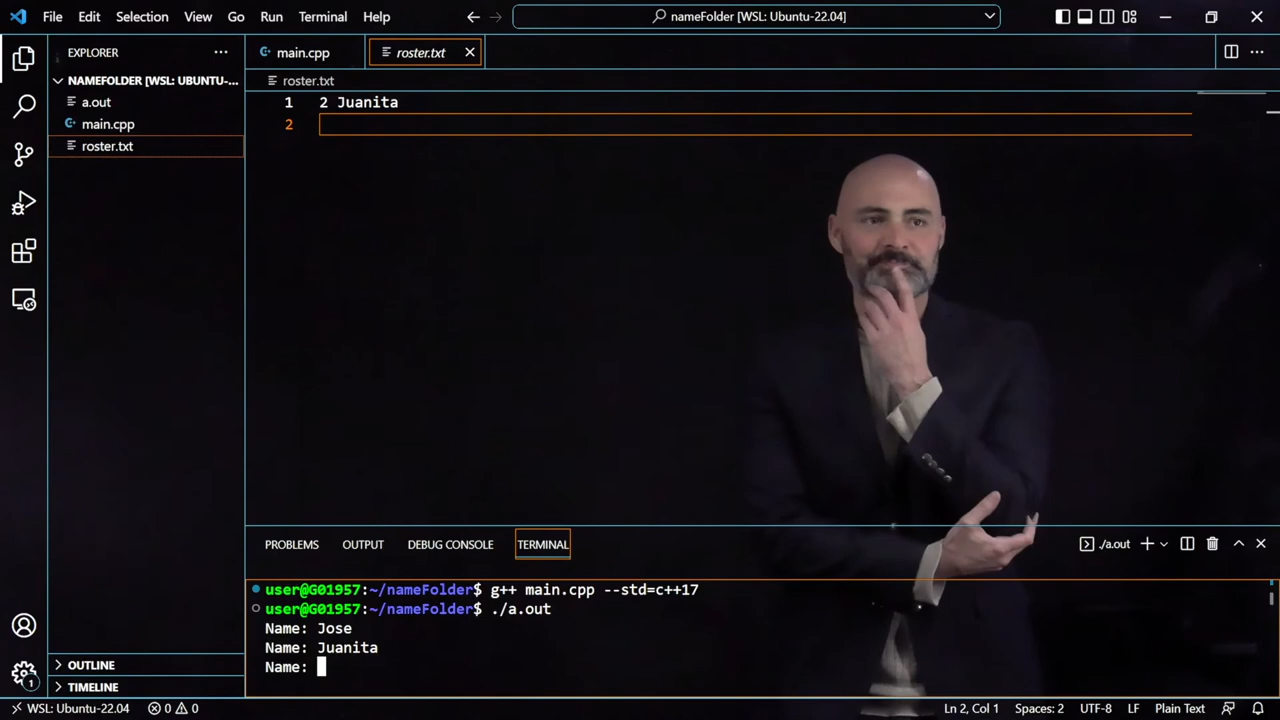 File Edit Selection View Go Run Terminal Help
nameFolder [WSL: Ubuntu-22.04]
EXPLORER
NAMEFOLDER [WSL: UBUNTU-...
a.out
main.cpp
roster.txt
OUTLINE
TIMELINE
main.cpp
roster.txt
roster.txt
1 2 Juanita
2
PROBLEMS OUTPUT DEBUG CONSOLE TERMINAL
./a.out
user@G01957:~/nameFolder$ g++ main.cpp --std=c++17
user@G01957:~/nameFolder$ ./a.out
Name: Jose
Name: Juanita
Name:
1
WSL: Ubuntu-22.04 0 0 Ln 2, Col 1 Spaces: 2 UTF-8 LF Plain Text